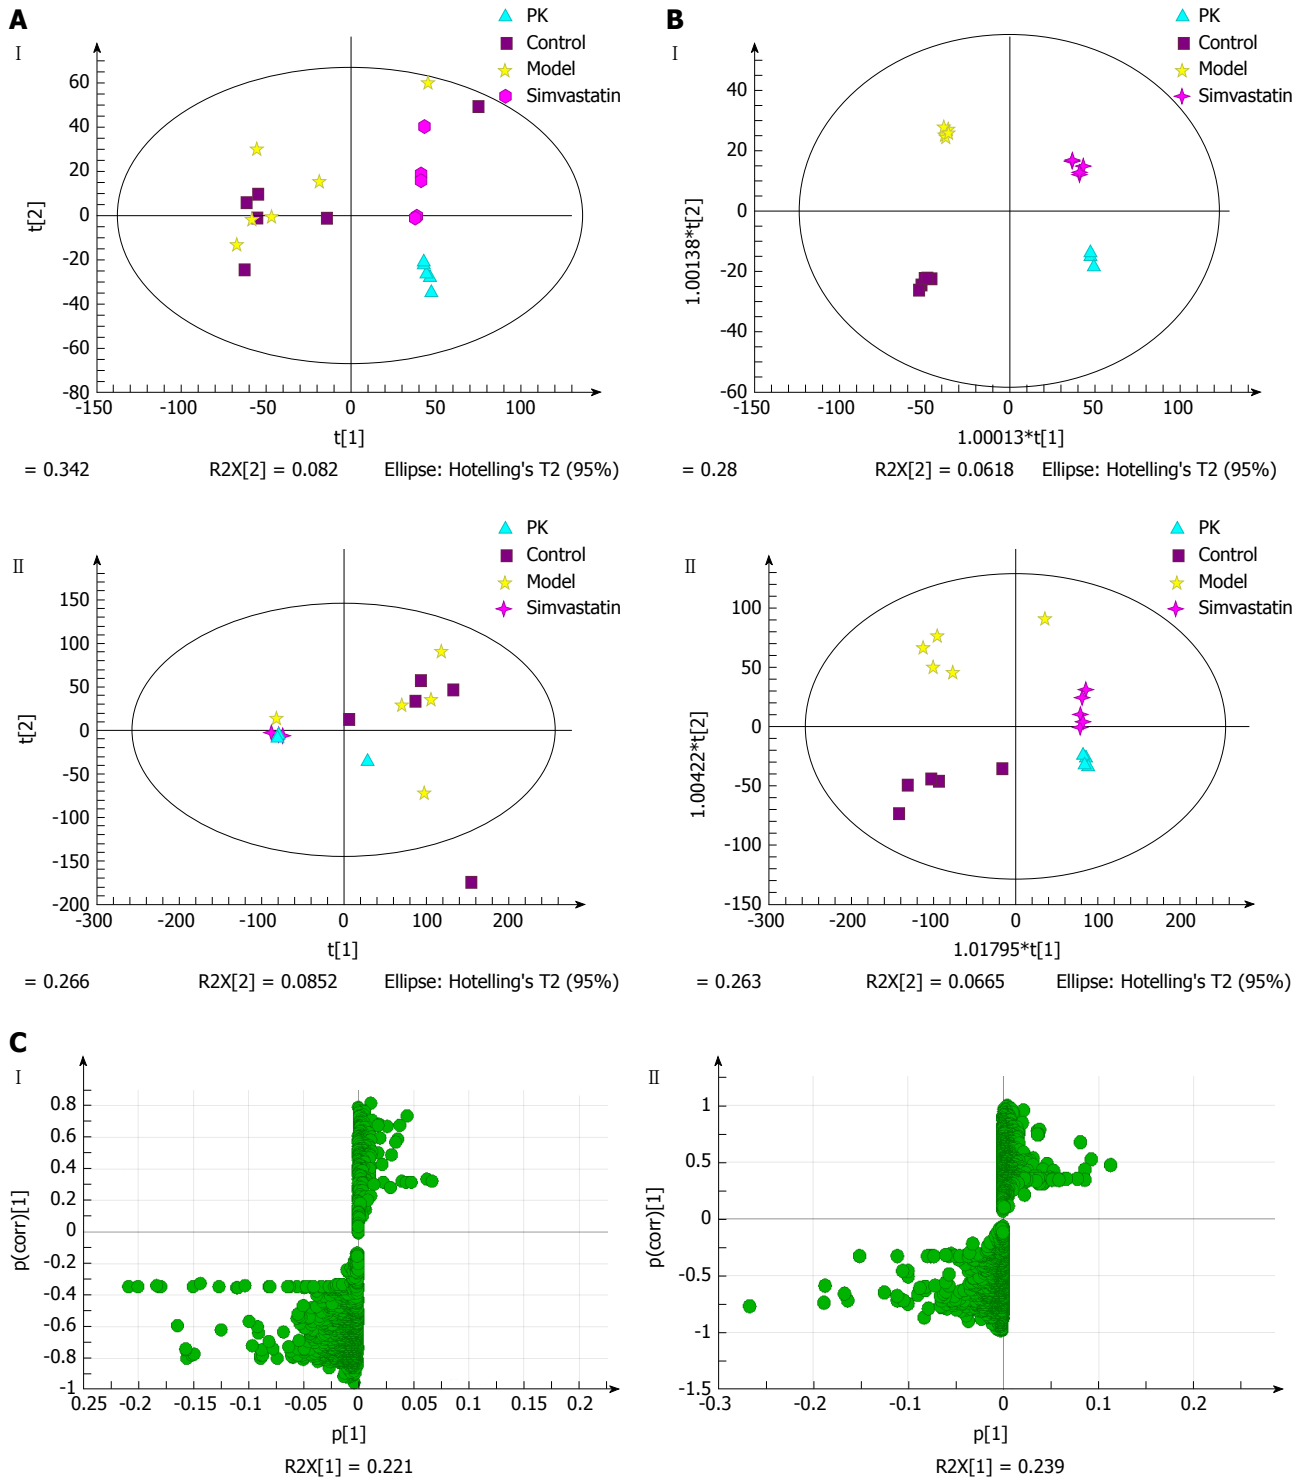 A
I
PK
Control
Model
Simvastatin
60
40
20
0
-20
-40
-60
-80
t[2]
-150
-100
-50
0
50
100
t[1]
= 0.342
R2X[2] = 0.082
Ellipse: Hotelling's T2 (95%)
B
I
PK
Control
Model
Simvastatin
40
20
0
-20
-40
-60
1.00138*t[2]
-150
-100
-50
0
50
100
1.00013*t[1]
= 0.28
R2X[2] = 0.0618
Ellipse: Hotelling's T2 (95%)
II
PK
Control
Model
Simvastatin
150
100
50
0
-50
-100
-150
-200
t[2]
-300
-200
-100
0
100
200
t[1]
= 0.266
R2X[2] = 0.0852
Ellipse: Hotelling's T2 (95%)
II
PK
Control
Model
Simvastatin
100
50
0
-50
-100
-150
1.00422*t[2]
-300
-200
-100
0
100
200
1.01795*t[1]
= 0.263
R2X[2] = 0.0665
Ellipse: Hotelling's T2 (95%)
C
I
0.8
0.6
0.4
0.2
0
-0.2
-0.4
-0.6
-0.8
-1
p(corr)[1]
0.25
-0.2
-0.15
-0.1
-0.05
0
0.05
0.1
0.15
0.2
p[1]
R2X[1] = 0.221
II
1
0.5
0
-0.5
-1
-1.5
p(corr)[1]
-0.3
-0.2
-0.1
0
0.1
0.2
p[1]
R2X[1] = 0.239